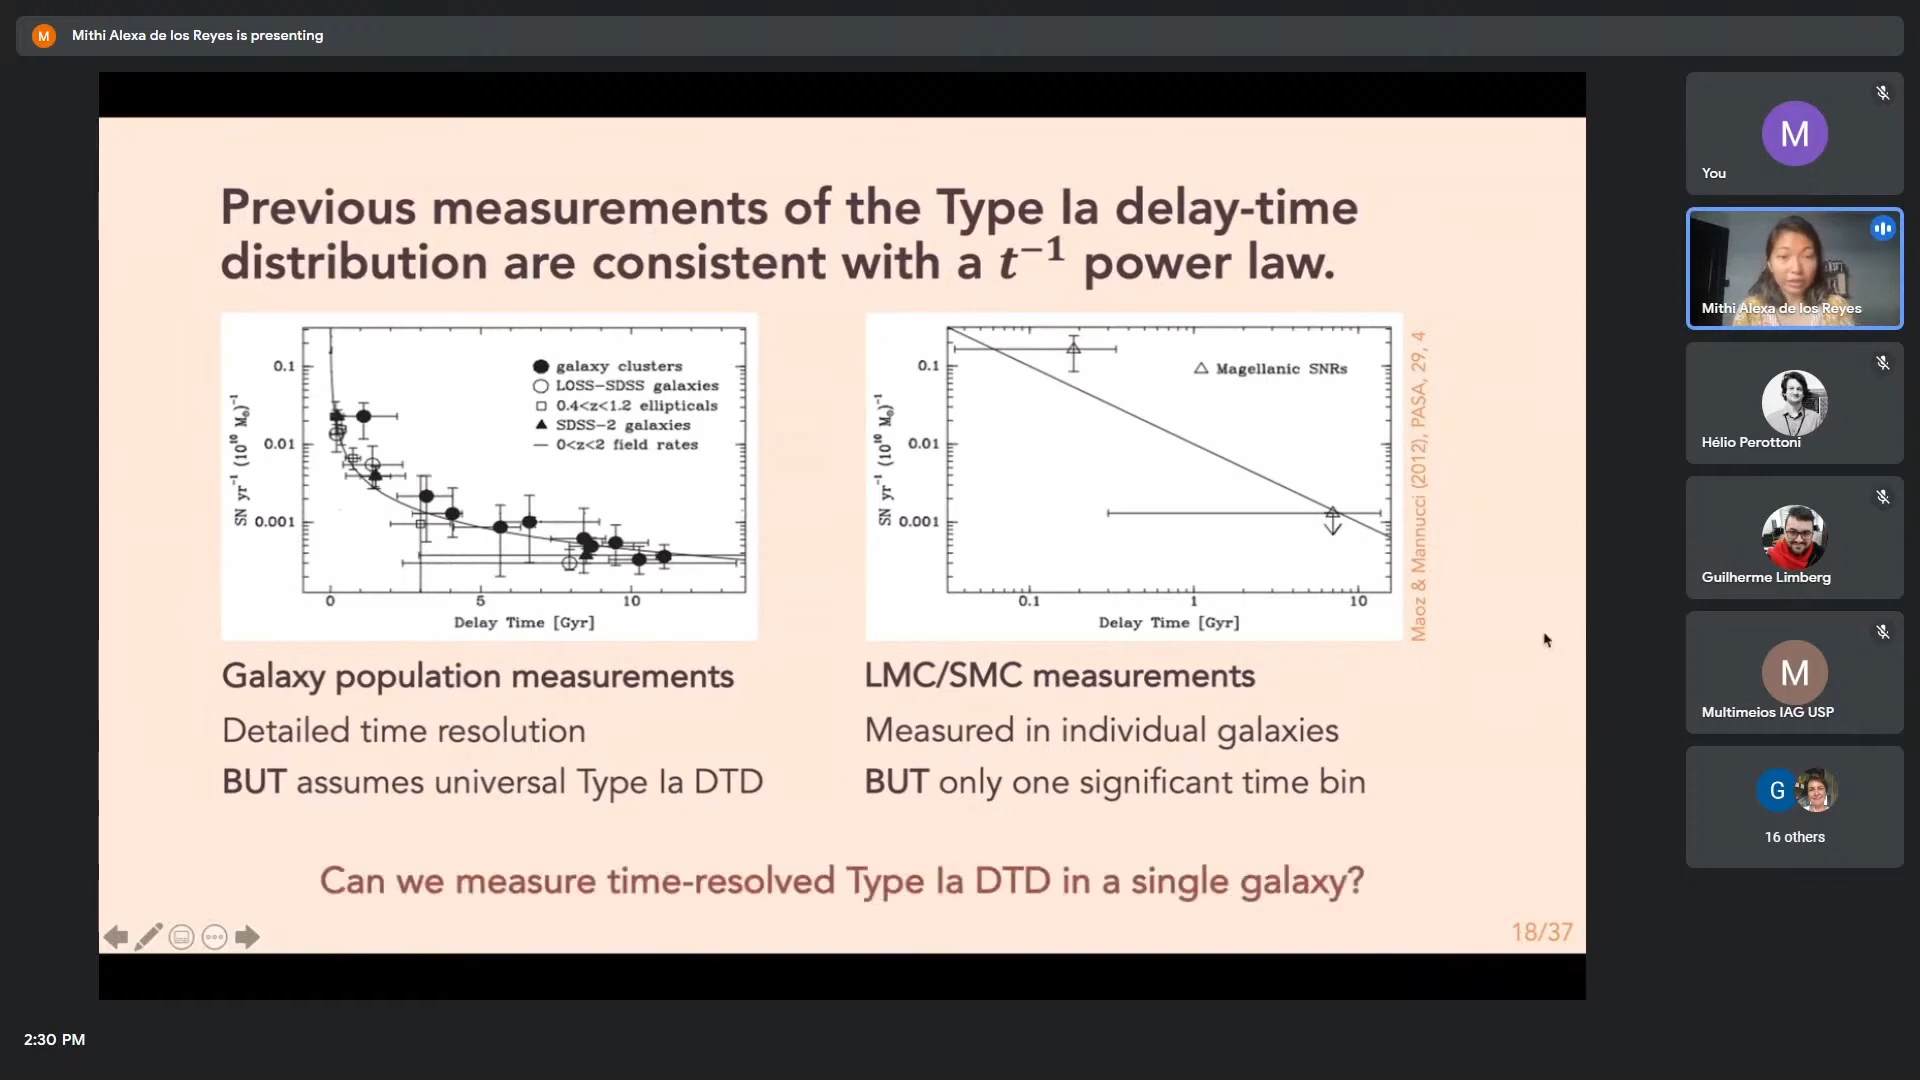 M Mithi Alexa de los Reyes is presenting
Previous measurements of the Type Ia delay-time
distribution are consistent with a t⁻¹ power law.
0.1
0.01
0.001
SN yr⁻¹ (10¹⁰ M⊙)⁻¹
galaxy clusters
LOSS-SDSS galaxies
0.4<z<1.2 ellipticals
SDSS-2 galaxies
0<z<2 field rates
0 5 10
Delay Time [Gyr]
0.1
0.01
0.001
SN yr⁻¹ (10¹⁰ M⊙)⁻¹
Magellanic SNRs
0.1 1 10
Delay Time [Gyr]
Maoz & Mannucci (2012), PASA, 29, 4
Galaxy population measurements
Detailed time resolution
BUT assumes universal Type Ia DTD
LMC/SMC measurements
Measured in individual galaxies
BUT only one significant time bin
Can we measure time-resolved Type Ia DTD in a single galaxy?
18/37
M
You
Mithi Alexa de los Reyes
Hélio Perottoni
Guilherme Limberg
M
Multimeios IAG USP
G
16 others
2:30 PM